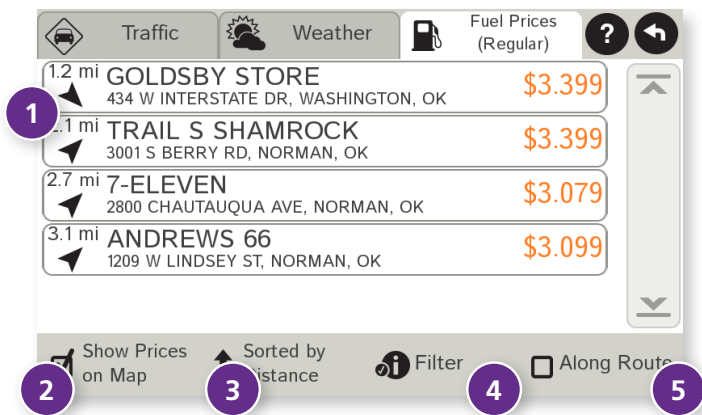 Traffic
Weather
Fuel Prices
(Regular)
?
1.2 mi
GOLDSBY STORE
434 W INTERSTATE DR, WASHINGTON, OK
$3.399
1
.1 mi
TRAIL S SHAMROCK
3001 S BERRY RD, NORMAN, OK
$3.399
2.7 mi
7-ELEVEN
2800 CHAUTAUQUA AVE, NORMAN, OK
$3.079
3.1 mi
ANDREWS 66
1209 W LINDSEY ST, NORMAN, OK
$3.099
Show Prices
on Map
Sorted by
Distance
i
Filter
Along Route
2
3
4
5